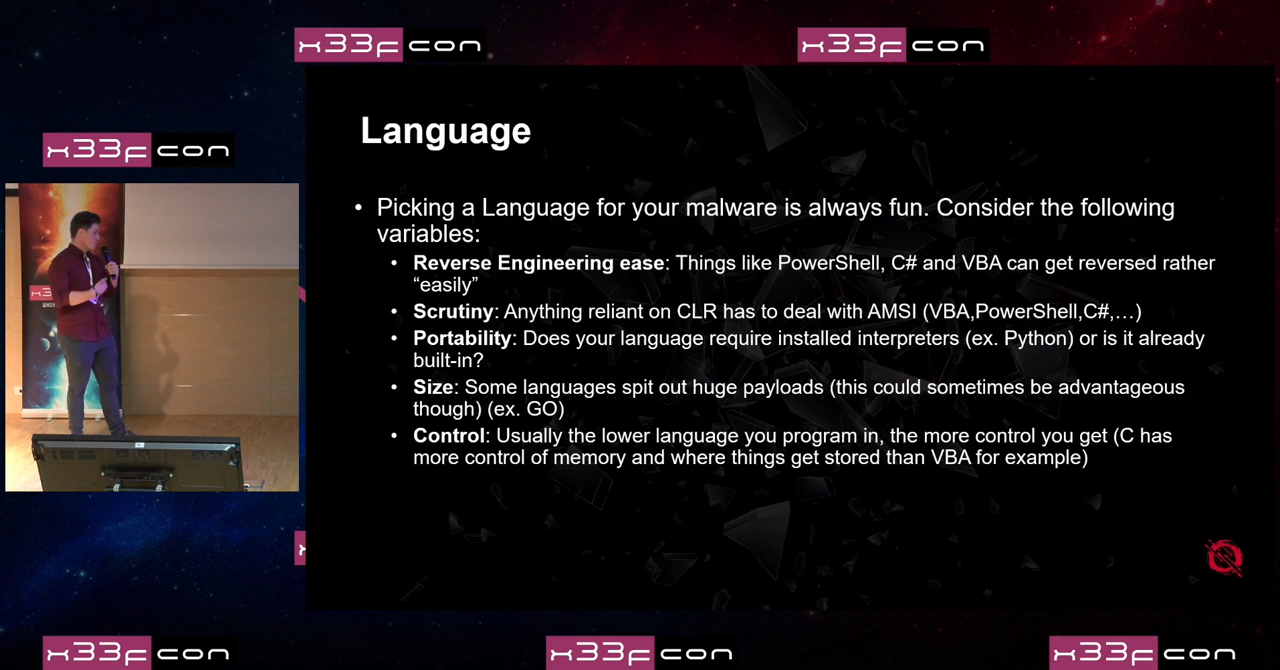 x33fcon
x33fcon
x33fcon
Language
• Picking a Language for your malware is always fun. Consider the following
variables:
• Reverse Engineering ease: Things like PowerShell, C# and VBA can get reversed rather
“easily”
• Scrutiny: Anything reliant on CLR has to deal with AMSI (VBA,PowerShell,C#,…)
• Portability: Does your language require installed interpreters (ex. Python) or is it already
built-in?
• Size: Some languages spit out huge payloads (this could sometimes be advantageous
though) (ex. GO)
• Control: Usually the lower language you program in, the more control you get (C has
more control of memory and where things get stored than VBA for example)
x33fcon
x33fcon
x33fcon